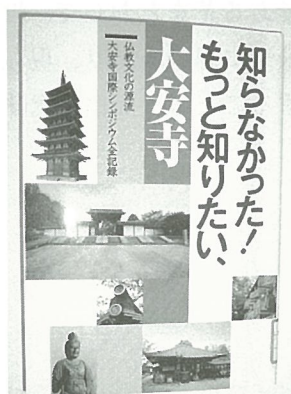 知らなかった!
もっと知りたい、
大安寺
仏教文化の源流
大安寺国際シンポジウム全記録